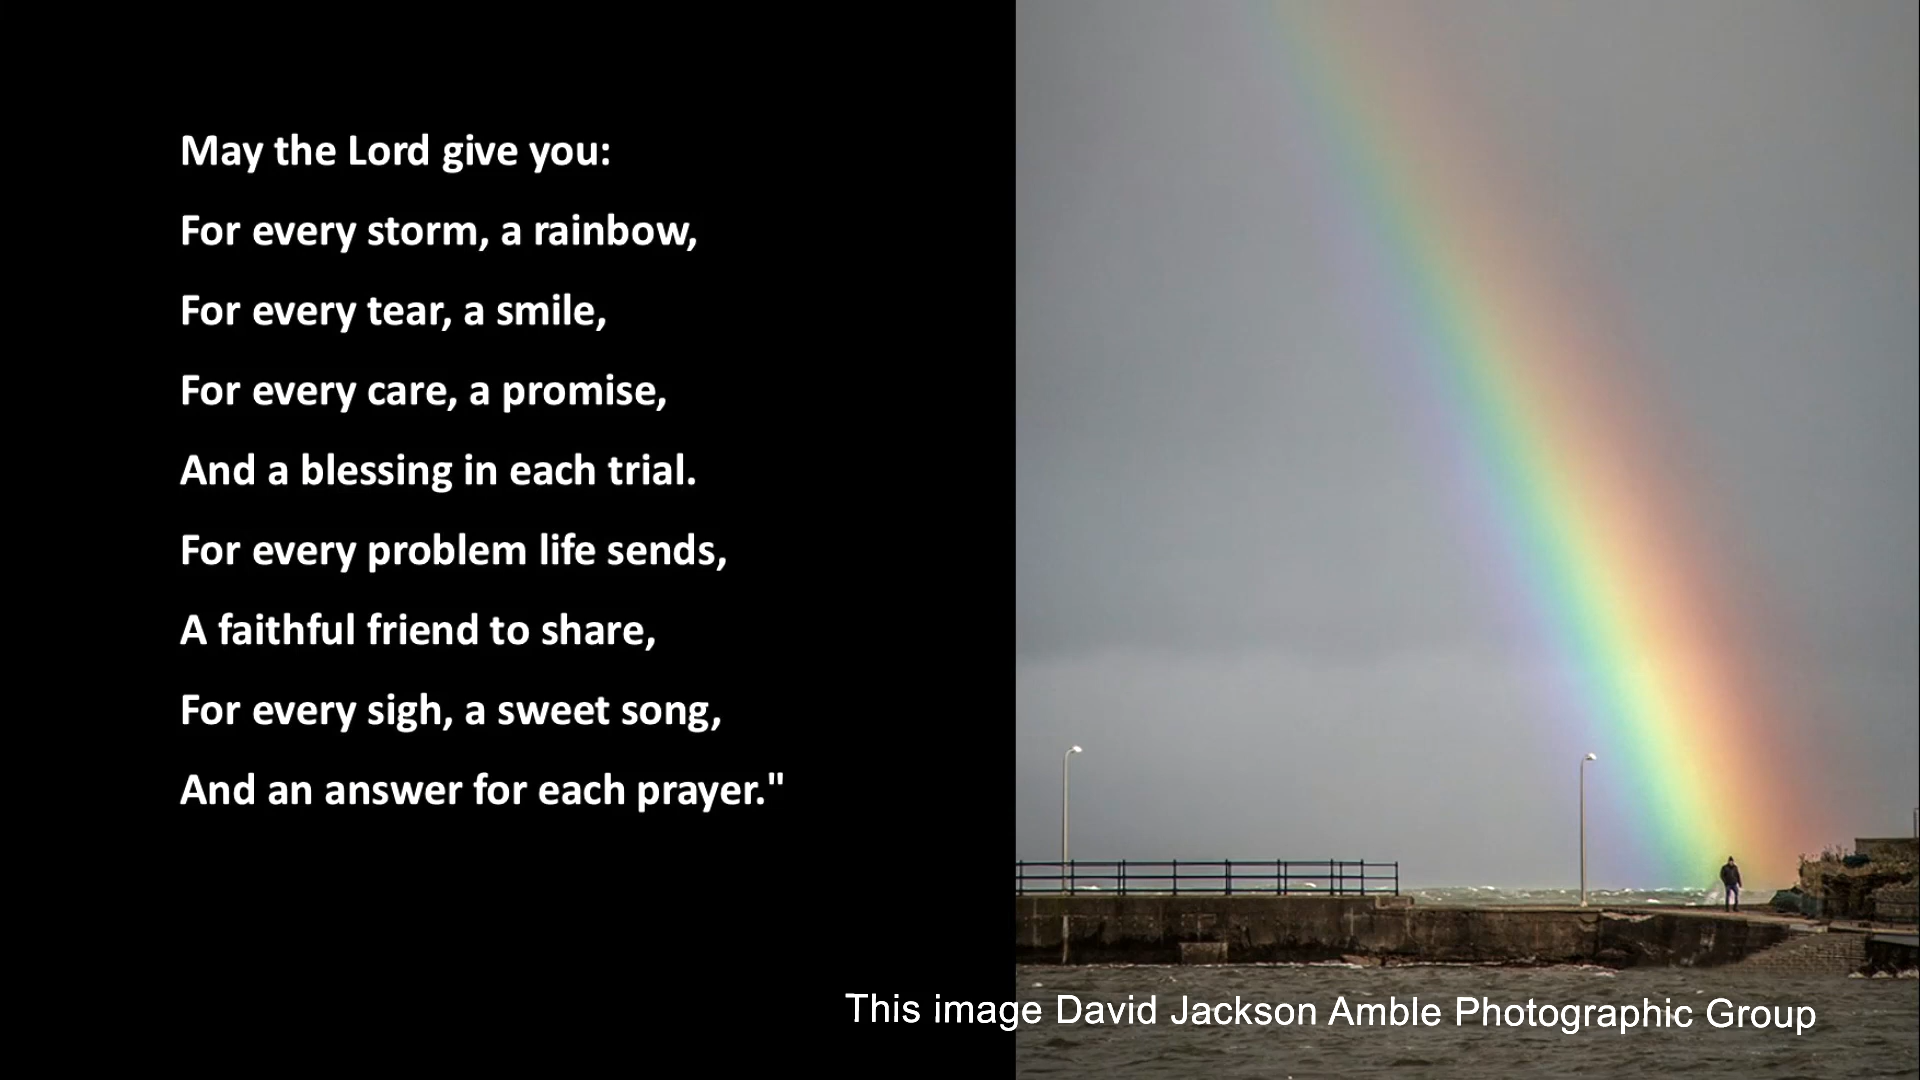 May the Lord give you:
For every storm, a rainbow,
For every tear, a smile,
For every care, a promise,
And a blessing in each trial.
For every problem life sends,
A faithful friend to share,
For every sigh, a sweet song,
And an answer for each prayer."
This image David Jackson Amble Photographic Group